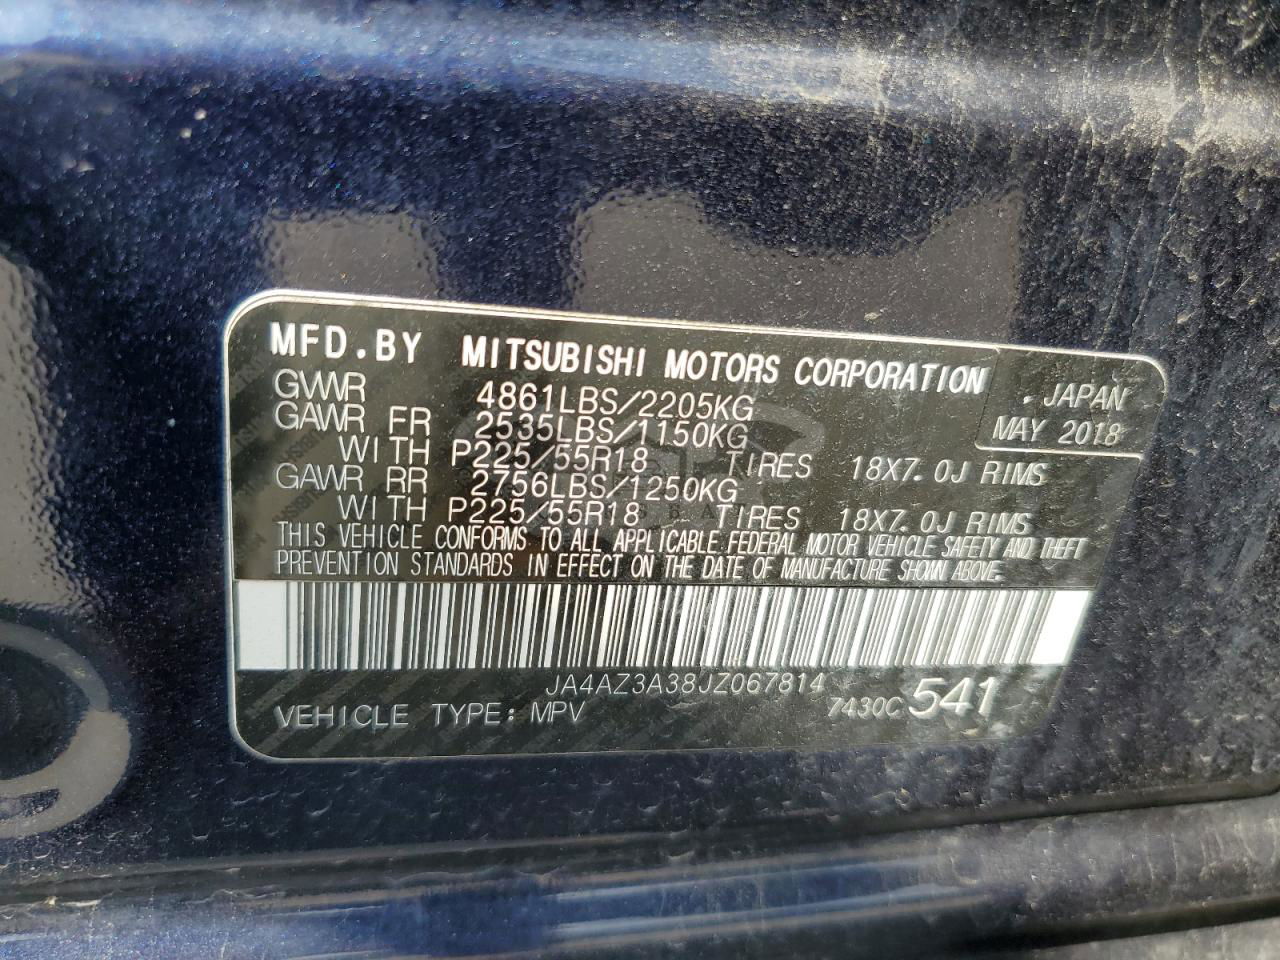 MFD.BY MITSUBISHI MOTORS CORPORATION
GVWR 4861LBS/2205KG
JAPAN
GAWR FR 2535LBS/1150KG
MAY 2018
WITH P225/55R18 TIRES 18X7.0J RIMS
GAWR RR 2756LBS/1250KG
WITH P225/55R18 TIRES 18X7.0J RIMS
THIS VEHICLE CONFORMS TO ALL APPLICABLE FEDERAL MOTOR VEHICLE SAFETY AND THEFT
PREVENTION STANDARDS IN EFFECT ON THE DATE OF MANUFACTURE SHOWN ABOVE.
JA4AZ3A38JZ067814
VEHICLE TYPE: MPV 7430C 541